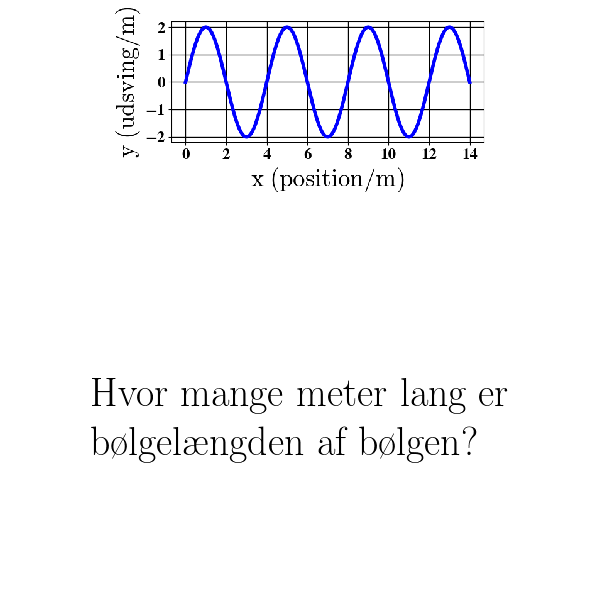 2
1
0
−1
−2
y (udsving/m)
0 2 4 6 8 10 12 14
x (position/m)
Hvor mange meter lang er
bølgelængden af bølgen?